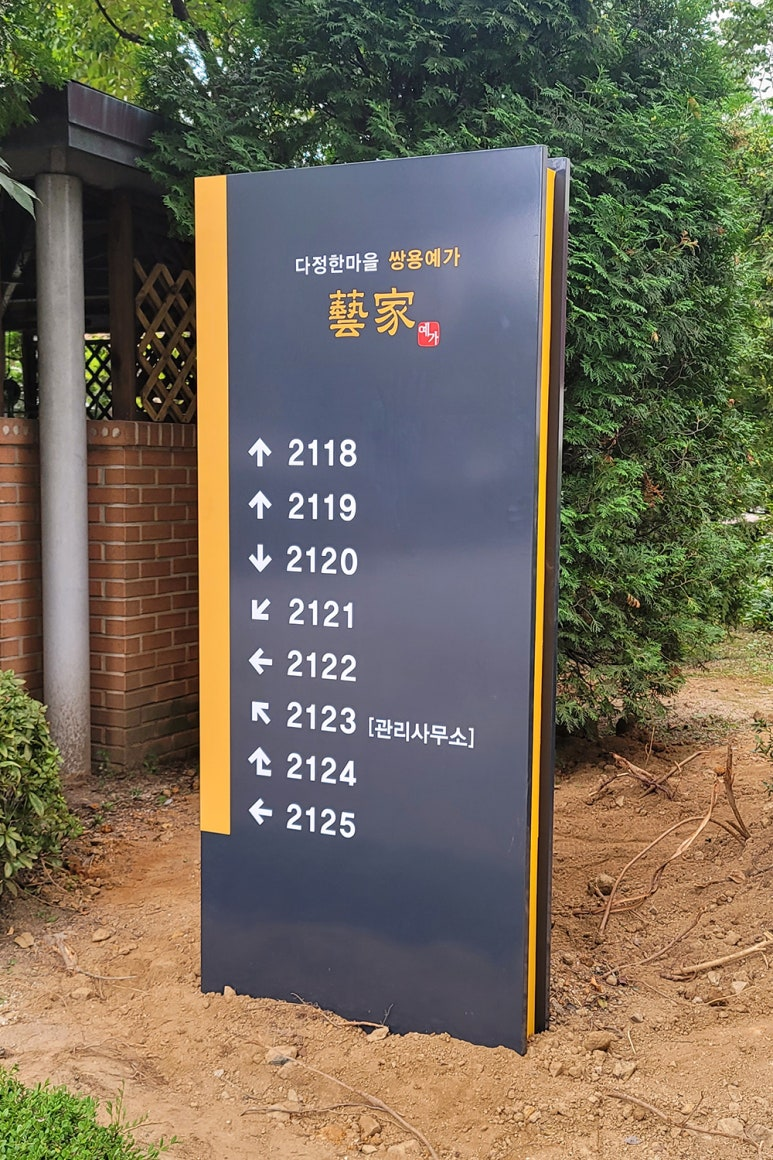 다정한마을 쌍용예가
藝家 예가
↑ 2118
↑ 2119
↓ 2120
↙ 2121
← 2122
↖ 2123 [관리사무소]
↰ 2124
← 2125